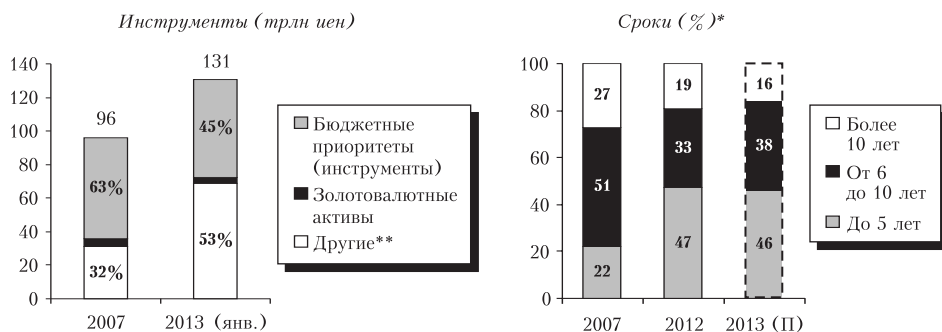 Инструменты (трлн иен)
140
120
100
80
60
40
20
0
96
63%
32%
131
45%
53%
2007
2013 (янв.)
Бюджетные
приоритеты
(инструменты)
Золотовалютные
активы
Другие**
Сроки (%)*
100
80
60
40
20
0
27
51
22
19
33
47
16
38
46
2007
2012
2013 (П)
Более
10 лет
От 6
до 10 лет
До 5 лет